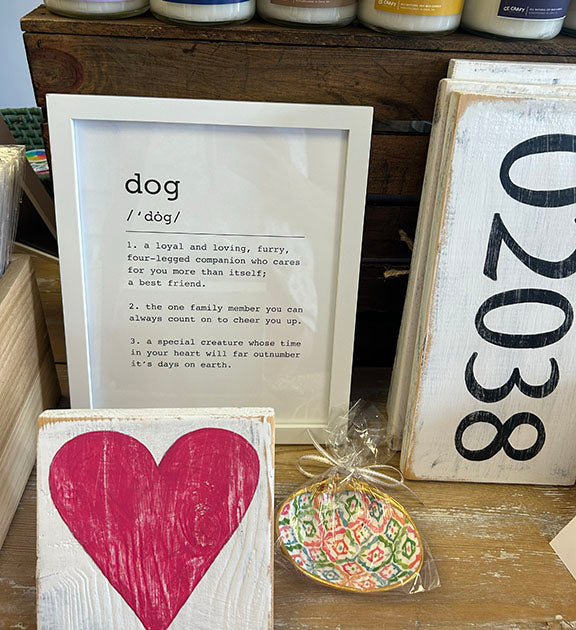 dog
/'dȯg/
1. a loyal and loving, furry,
four-legged companion who cares
for you more than itself;
a best friend.
2. the one family member you can
always count on to cheer you up.
3. a special creature whose time
in your heart will far outnumber
it's days on earth.
02038